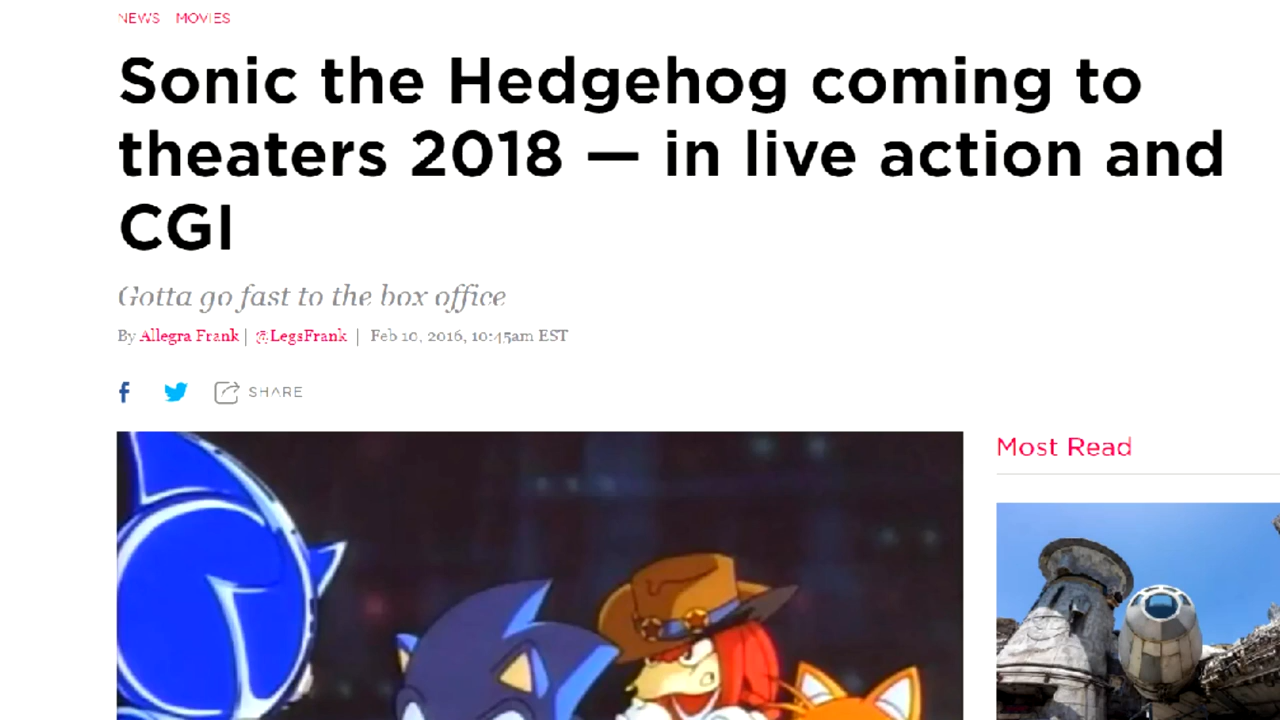 NEWS MOVIES
Sonic the Hedgehog coming to
theaters 2018 — in live action and
CGI
Gotta go fast to the box office
By Allegra Frank | @LegsFrank | Feb 10, 2016, 10:45am EST
SHARE
Most Read